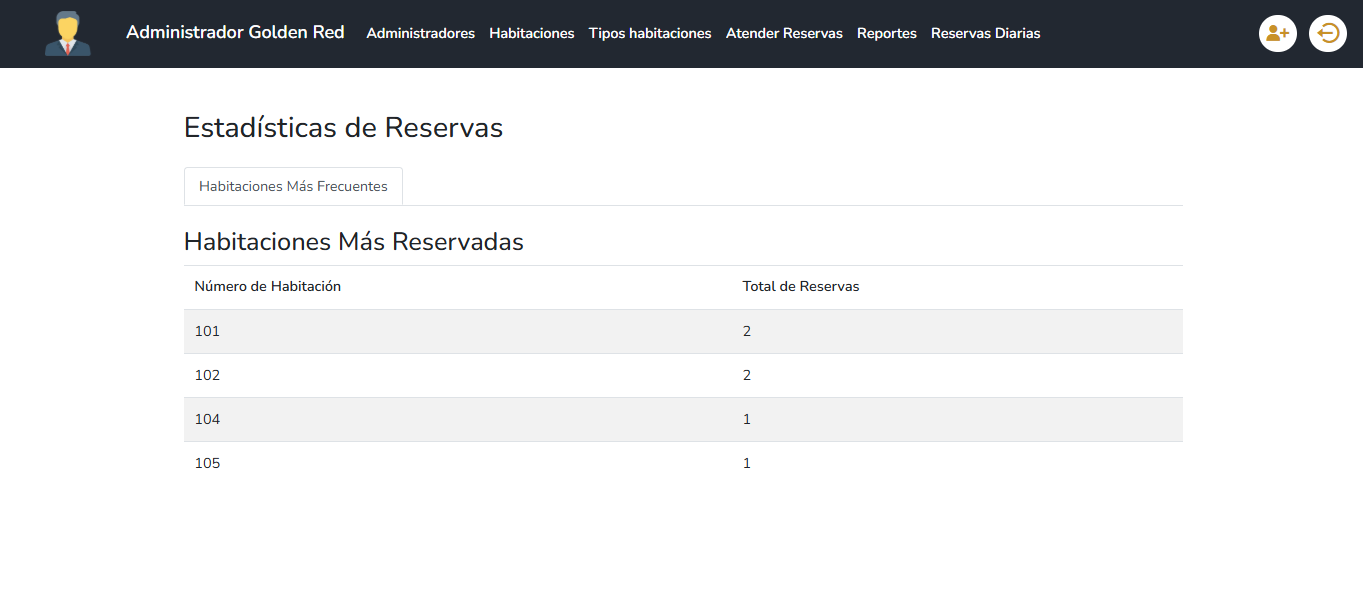 Administrador Golden Red Administradores Habitaciones Tipos habitaciones Atender Reservas Reportes Reservas Diarias
Estadísticas de Reservas
Habitaciones Más Frecuentes
Habitaciones Más Reservadas
Número de Habitación Total de Reservas
101 2
102 2
104 1
105 1